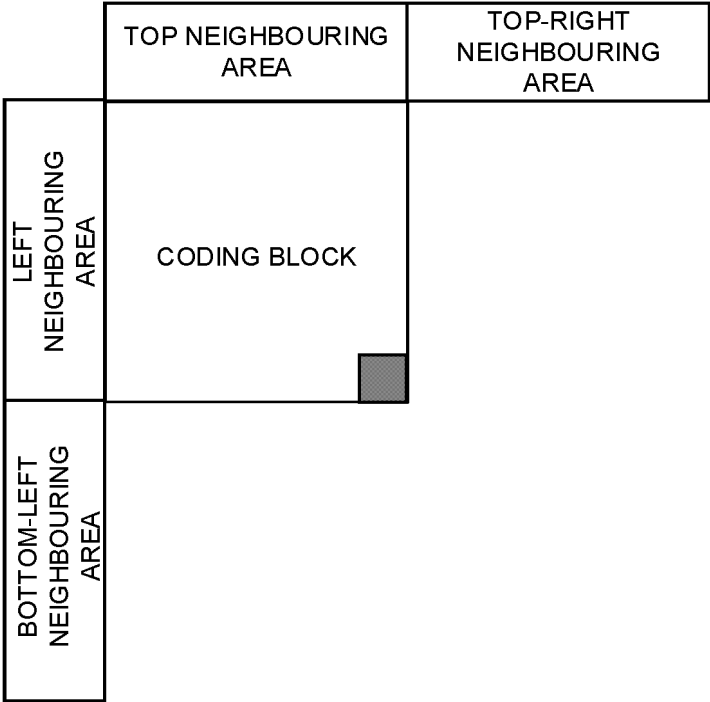 TOP NEIGHBOURING
AREA
TOP-RIGHT
NEIGHBOURING
AREA
LEFT
NEIGHBOURING
AREA
CODING BLOCK
BOTTOM-LEFT
NEIGHBOURING
AREA